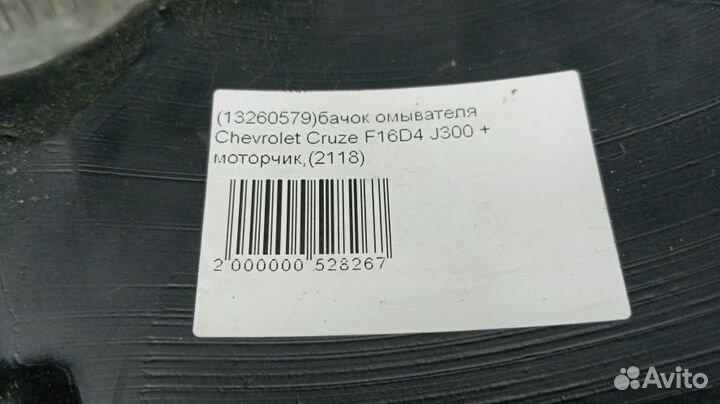 (13260579)бачок омывателя
Chevrolet Cruze F16D4 J300 +
моторчик,(2118)
2 000000 528267
Avito